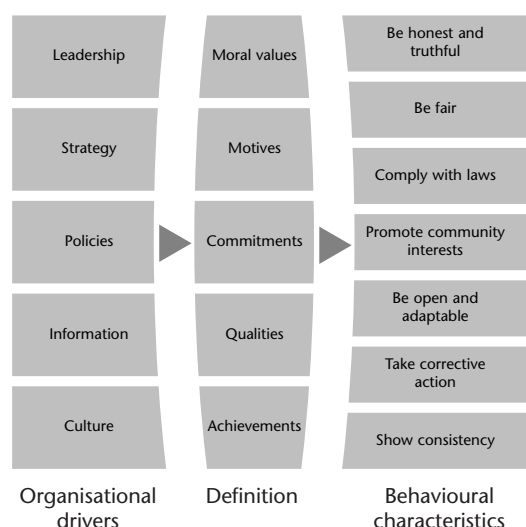 Leadership
Strategy
Policies
Information
Culture
Organisational
drivers
Moral values
Motives
Commitments
Qualities
Achievements
Definition
Be honest and
truthful
Be fair
Comply with laws
Promote community
interests
Be open and
adaptable
Take corrective
action
Show consistency
Behavioural
characteristics